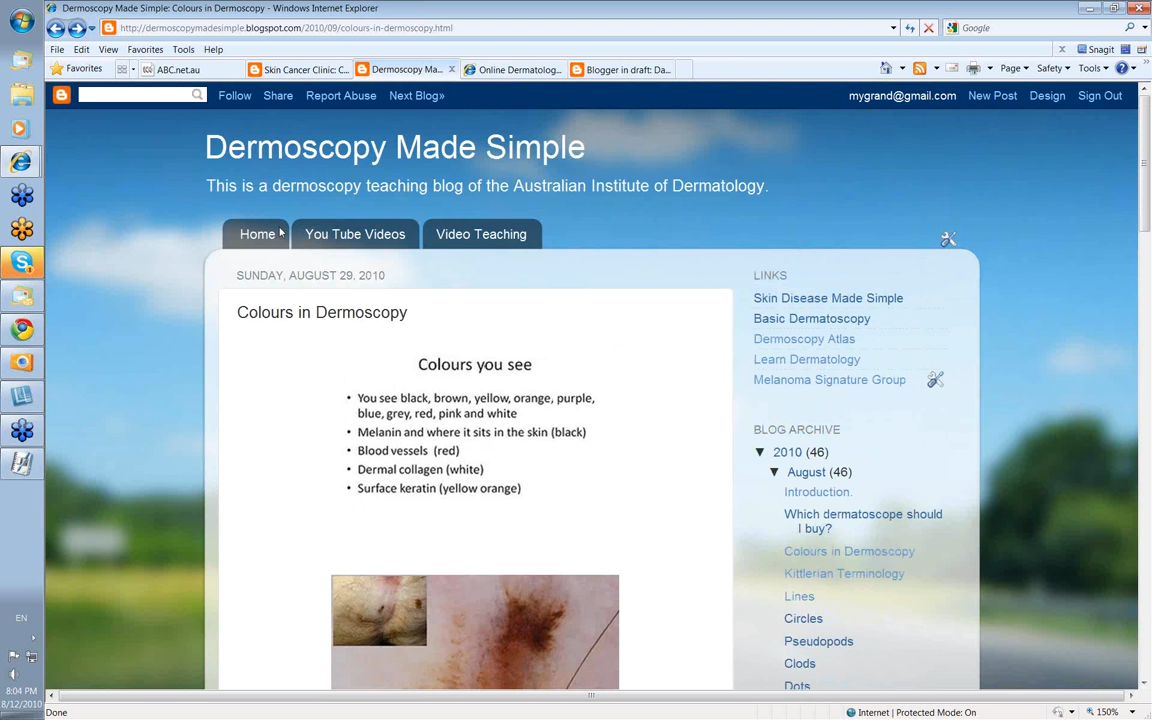 Dermoscopy Made Simple: Colours in Dermoscopy - Windows Internet Explorer
http://dermoscopymadesimple.blogspot.com/2010/09/colours-in-dermoscopy.html
Google
File Edit View Favorites Tools Help
Snagit
Favorites
ABC.net.au
Skin Cancer Clinic: C...
Dermoscopy Ma...
Online Dermatolog...
Blogger in draft: Da...
Page Safety Tools
Follow Share Report Abuse Next Blog»
mygrand@gmail.com New Post Design Sign Out
Dermoscopy Made Simple
This is a dermoscopy teaching blog of the Australian Institute of Dermatology.
Home You Tube Videos Video Teaching
SUNDAY, AUGUST 29, 2010
Colours in Dermoscopy
Colours you see
• You see black, brown, yellow, orange, purple,
blue, grey, red, pink and white
• Melanin and where it sits in the skin (black)
• Blood vessels (red)
• Dermal collagen (white)
• Surface keratin (yellow orange)
LINKS
Skin Disease Made Simple
Basic Dermatoscopy
Dermoscopy Atlas
Learn Dermatology
Melanoma Signature Group
BLOG ARCHIVE
▼ 2010 (46)
▼ August (46)
Introduction.
Which dermatoscope should
I buy?
Colours in Dermoscopy
Kittlerian Terminology
Lines
Circles
Pseudopods
Clods
Dots
EN
8:04 PM
8/12/2010
Done
Internet | Protected Mode: On
150%